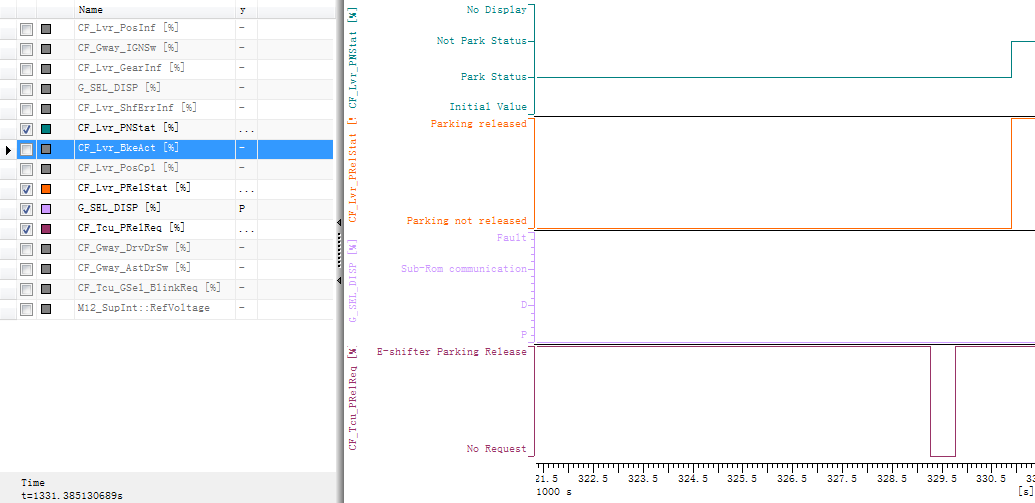 Name y
CF_Lvr_PosInf [%] -
CF_Gway_IGNSw [%] -
CF_Lvr_GearInf [%] -
G_SEL_DISP [%] -
CF_Lvr_ShfErrInf [%] -
CF_Lvr_PNStat [%] ...
CF_Lvr_BkeAct [%] -
CF_Lvr_PosCpl [%] -
CF_Lvr_PRelStat [%] ...
G_SEL_DISP [%] P
CF_Tcu_PRelReq [%] ...
CF_Gway_DrvDrSw [%] -
CF_Gway_AstDrSw [%] -
CF_Tcu_GSel_BlinkReq [%] -
M12_SupInt::RefVoltage -
Time
t=1331.385130689s
CF_Lvr_PNStat [%]
No Display
Not Park Status
Park Status
Initial Value
CF_Lvr_PRelStat [
Parking released
Parking not released
G_SEL_DISP [%]
Fault
Sub-Rom communication
D
P
CF_Tcu_PRelReq [%
E-shifter Parking Release
No Request
21.5 322.5 323.5 324.5 325.5 326.5 327.5 328.5 329.5 330.5 33
1000 s [s]